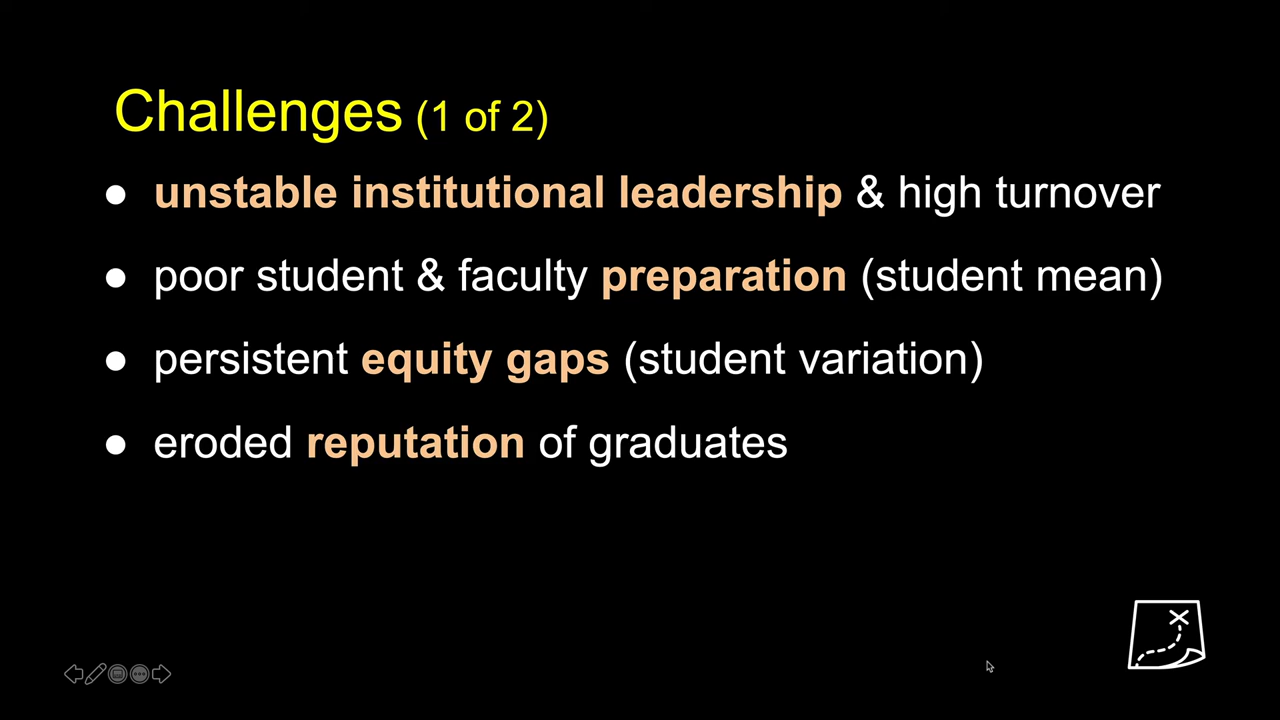 Challenges (1 of 2)
● unstable institutional leadership & high turnover
● poor student & faculty preparation (student mean)
● persistent equity gaps (student variation)
● eroded reputation of graduates